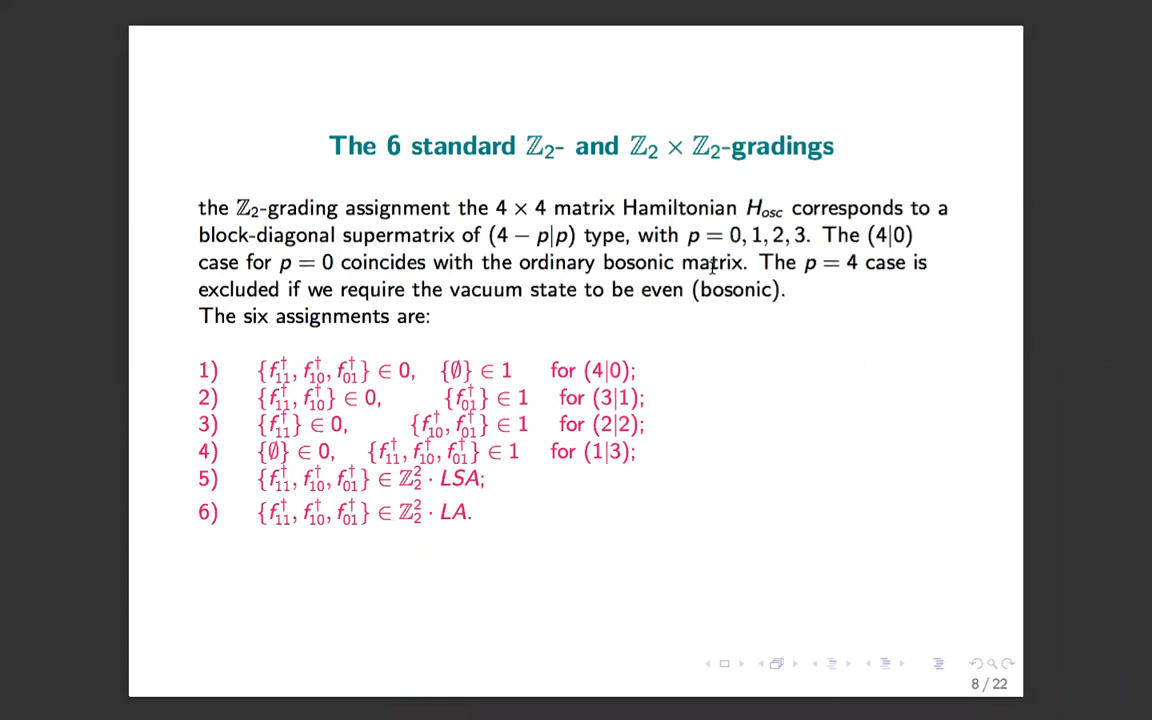 The 6 standard ℤ₂- and ℤ₂ × ℤ₂-gradings
the ℤ₂-grading assignment the 4 × 4 matrix Hamiltonian H_osc corresponds to a
block-diagonal supermatrix of (4 − p|p) type, with p = 0, 1, 2, 3. The (4|0)
case for p = 0 coincides with the ordinary bosonic matrix. The p = 4 case is
excluded if we require the vacuum state to be even (bosonic).
The six assignments are:
1) {f†₁₁, f†₁₀, f†₀₁} ∈ 0, {∅} ∈ 1 for (4|0);
2) {f†₁₁, f†₁₀} ∈ 0, {f†₀₁} ∈ 1 for (3|1);
3) {f†₁₁} ∈ 0, {f†₁₀, f†₀₁} ∈ 1 for (2|2);
4) {∅} ∈ 0, {f†₁₁, f†₁₀, f†₀₁} ∈ 1 for (1|3);
5) {f†₁₁, f†₁₀, f†₀₁} ∈ ℤ₂² · LSA;
6) {f†₁₁, f†₁₀, f†₀₁} ∈ ℤ₂² · LA.
8 / 22